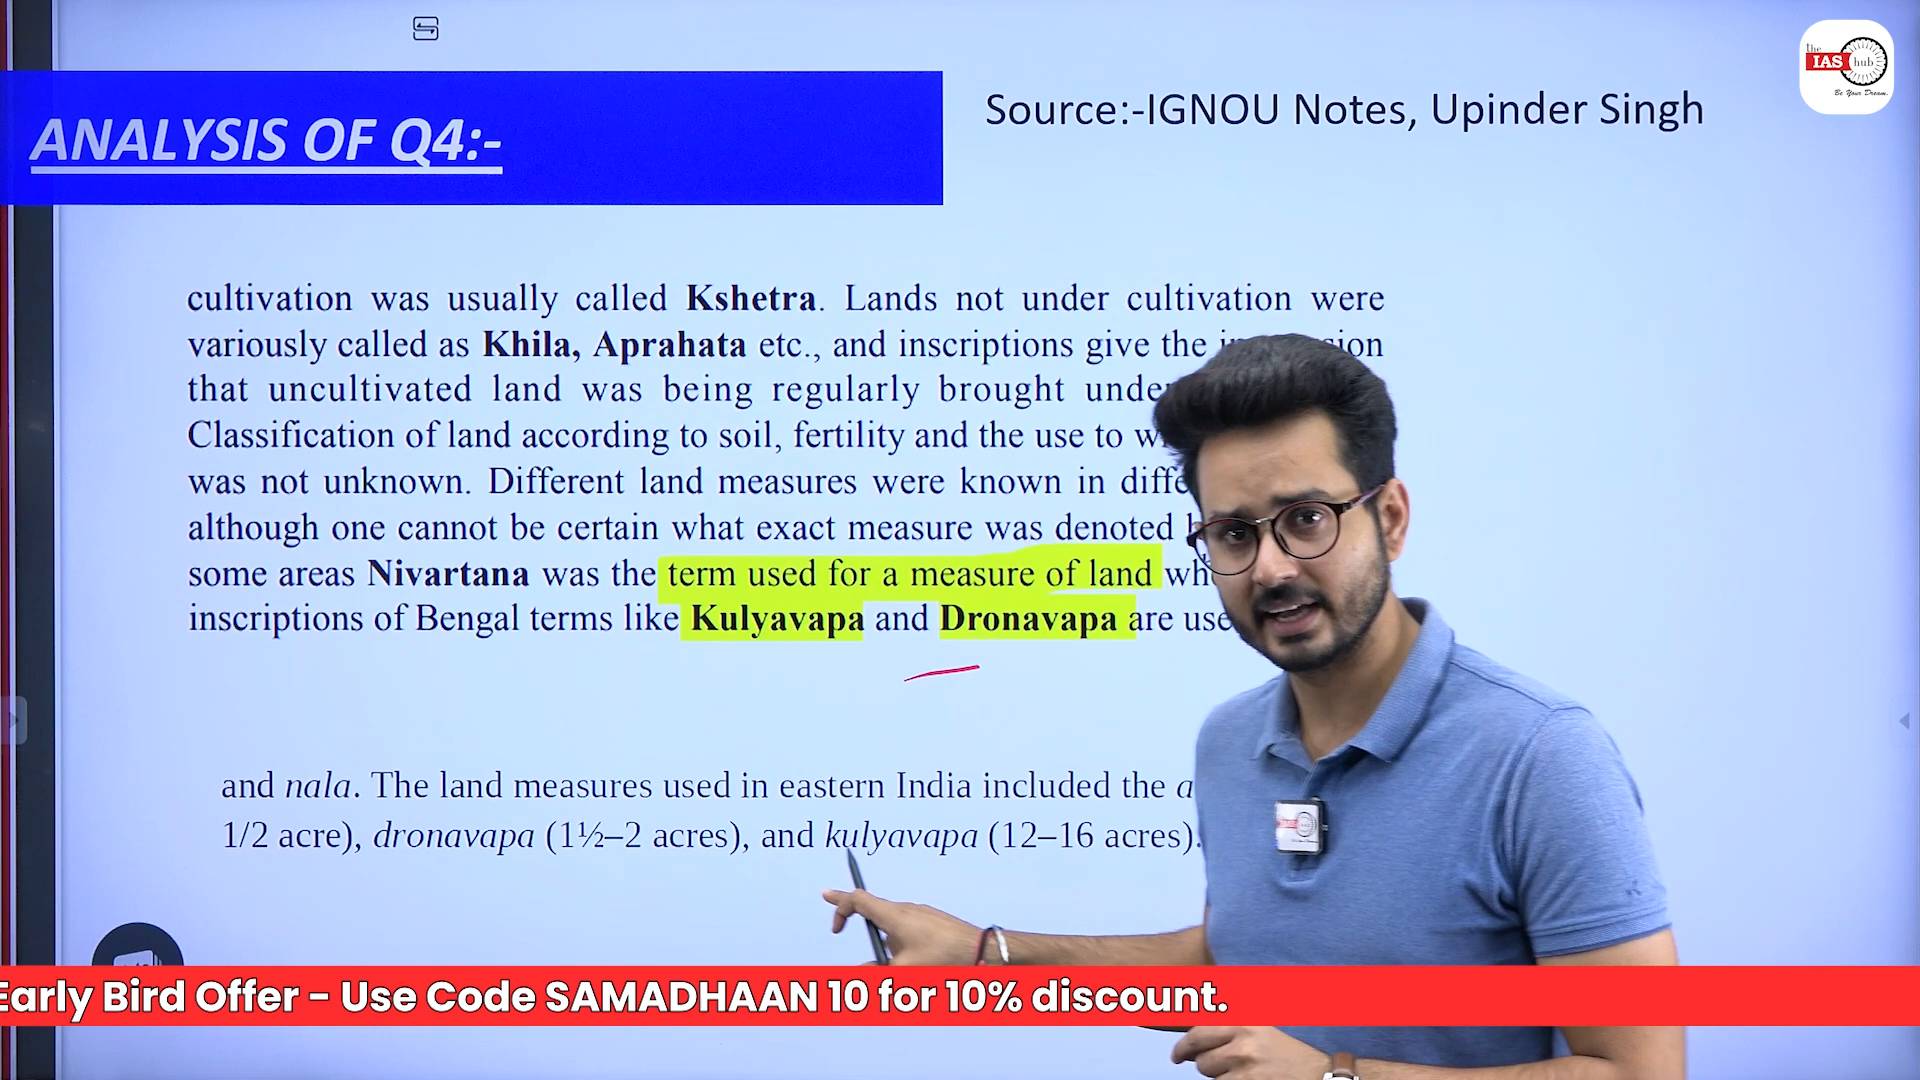 the
IAS hub
Be Your Dream.
ANALYSIS OF Q4:-
Source:-IGNOU Notes, Upinder Singh
cultivation was usually called Kshetra. Lands not under cultivation were
variously called as Khila, Aprahata etc., and inscriptions give the
that uncultivated land was being regularly brought
Classification of land according to soil, fertility and the use to
was not unknown. Different land measures were known in
although one cannot be certain what exact measure was denoted
some areas Nivartana was the term used for a measure of land
inscriptions of Bengal terms like Kulyavapa and Dronavapa are
and nala. The land measures used in eastern India included the
1/2 acre), dronavapa (1½–2 acres), and kulyavapa (12–16 acres).
Early Bird Offer - Use Code SAMADHAAN 10 for 10% discount.